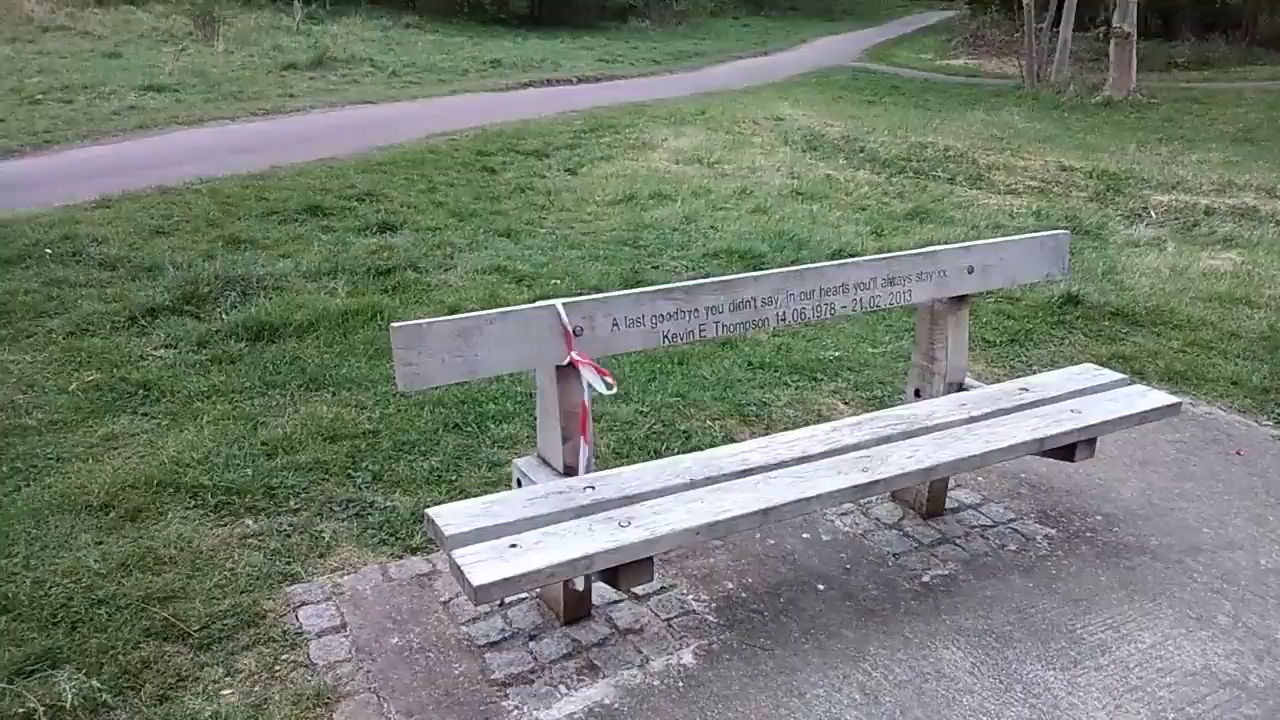 A last goodbye you didn't say, In our hearts you'll always stay xx
Kevin E Thompson 14.06.1978 – 21.02.2013